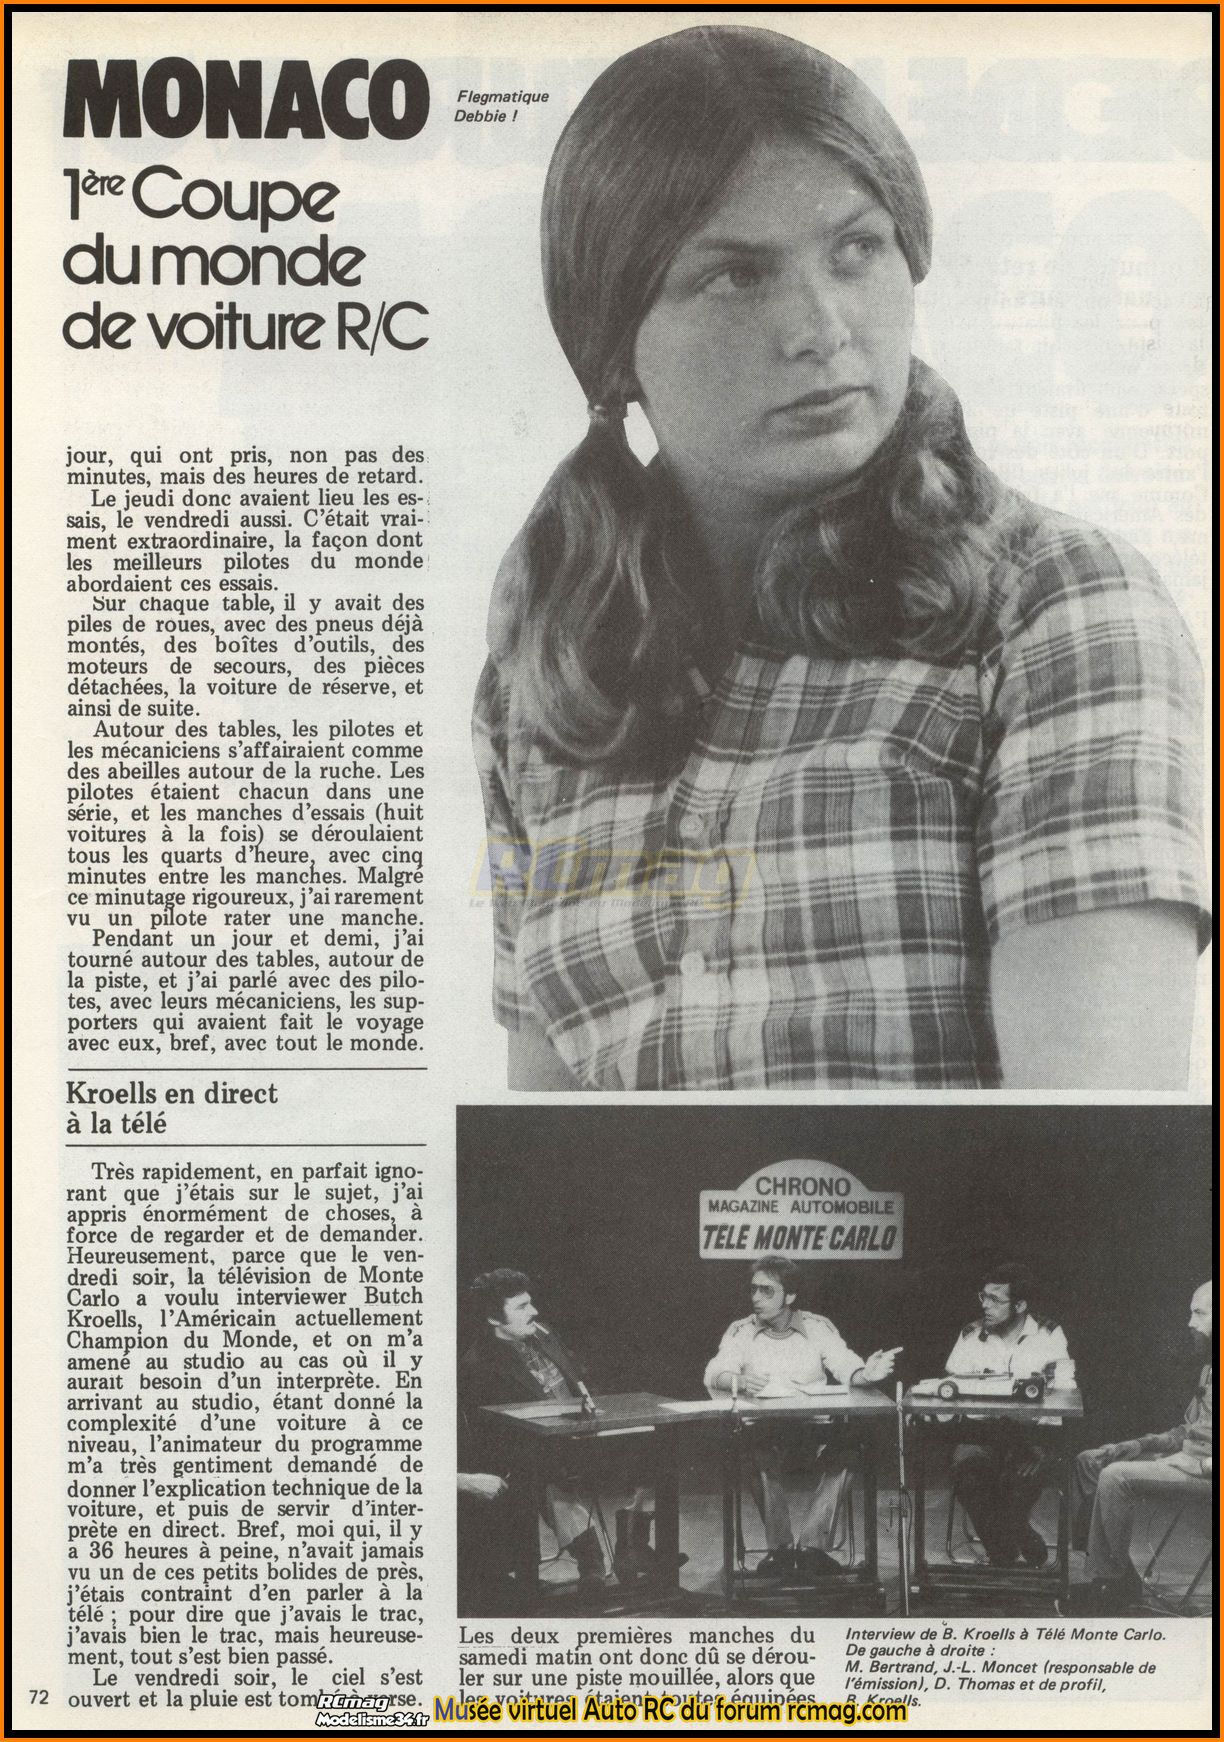 MONACO
1ère Coupe
du monde
de voiture R/C
Flegmatique
Debbie !
jour, qui ont pris, non pas des
minutes, mais des heures de retard.
Le jeudi donc avaient lieu les es-
sais, le vendredi aussi. C'était vrai-
ment extraordinaire, la façon dont
les meilleurs pilotes du monde
abordaient ces essais.
Sur chaque table, il y avait des
piles de roues, avec des pneus déjà
montés, des boîtes d'outils, des
moteurs de secours, des pièces
détachées, la voiture de réserve, et
ainsi de suite.
Autour des tables, les pilotes et
les mécaniciens s'affairaient comme
des abeilles autour de la ruche. Les
pilotes étaient chacun dans une
série, et les manches d'essais (huit
voitures à la fois) se déroulaient
tous les quarts d'heure, avec cinq
minutes entre les manches. Malgré
ce minutage rigoureux, j'ai rarement
vu un pilote rater une manche.
Pendant un jour et demi, j'ai
tourné autour des tables, autour de
la piste, et j'ai parlé avec des pilo-
tes, avec leurs mécaniciens, les sup-
porters qui avaient fait le voyage
avec eux, bref, avec tout le monde.
Kroells en direct
à la télé
Très rapidement, en parfait igno-
rant que j'étais sur le sujet, j'ai
appris énormément de choses, à
force de regarder et de demander.
Heureusement, parce que le ven-
dredi soir, la télévision de Monte
Carlo a voulu interviewer Butch
Kroells, l'Américain actuellement
Champion du Monde, et on m'a
amené au studio au cas où il y
aurait besoin d'un interprète. En
arrivant au studio, étant donné la
complexité d'une voiture à ce
niveau, l'animateur du programme
m'a très gentiment demandé de
donner l'explication technique de la
voiture, et puis de servir d'inter-
prète en direct. Bref, moi qui, il y
a 36 heures à peine, n'avait jamais
vu un de ces petits bolides de près,
j'étais contraint d'en parler à la
télé ; pour dire que j'avais le trac,
j'avais bien le trac, mais heureuse-
ment, tout s'est bien passé.
Le vendredi soir, le ciel s'est
ouvert et la pluie est tombée à verse.
72
RCmag
CHRONO
MAGAZINE AUTOMOBILE
TELE MONTE CARLO
Les deux premières manches du
samedi matin ont donc dû se dérou-
ler sur une piste mouillée, alors que
les voitures étaient toutes équipées
Interview de B. Kroells à Télé Monte Carlo.
De gauche à droite :
M. Bertrand, J.-L. Moncet (responsable de
l'émission), D. Thomas et de profil,
B. Kroells.
RCmag
Modelisme34.fr
Musée virtuel Auto RC du forum rcmag.com